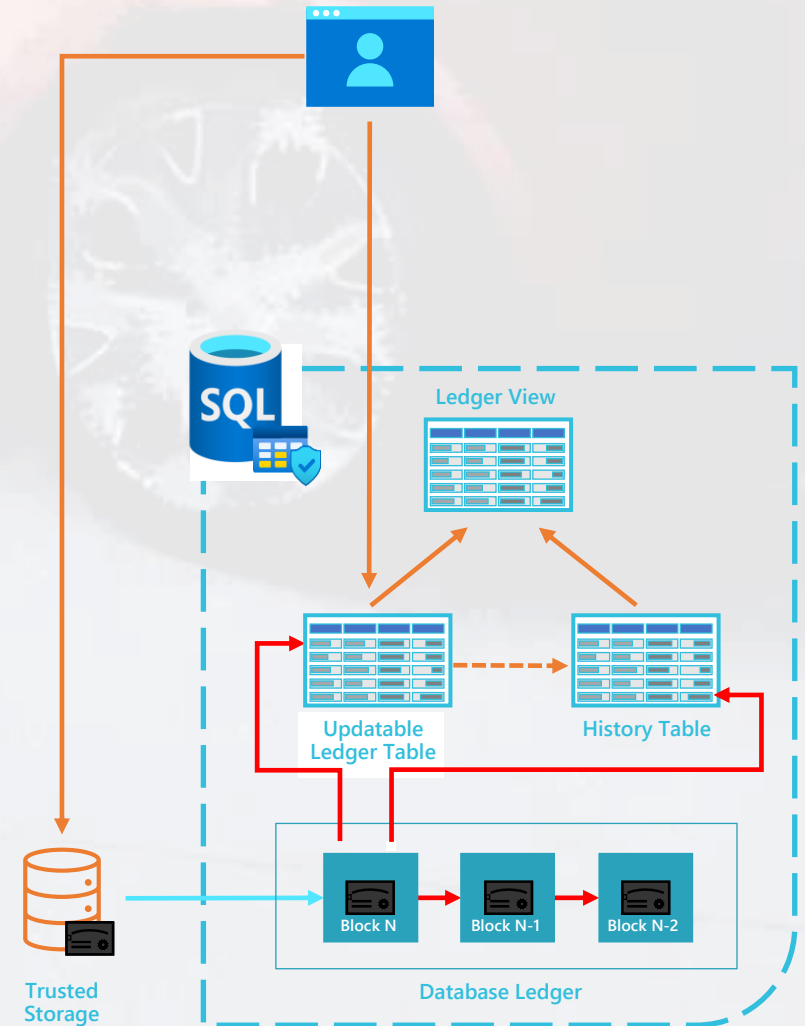 SQL
Ledger View
Updatable
Ledger Table
History Table
Block N
Block N-1
Block N-2
Database Ledger
Trusted
Storage